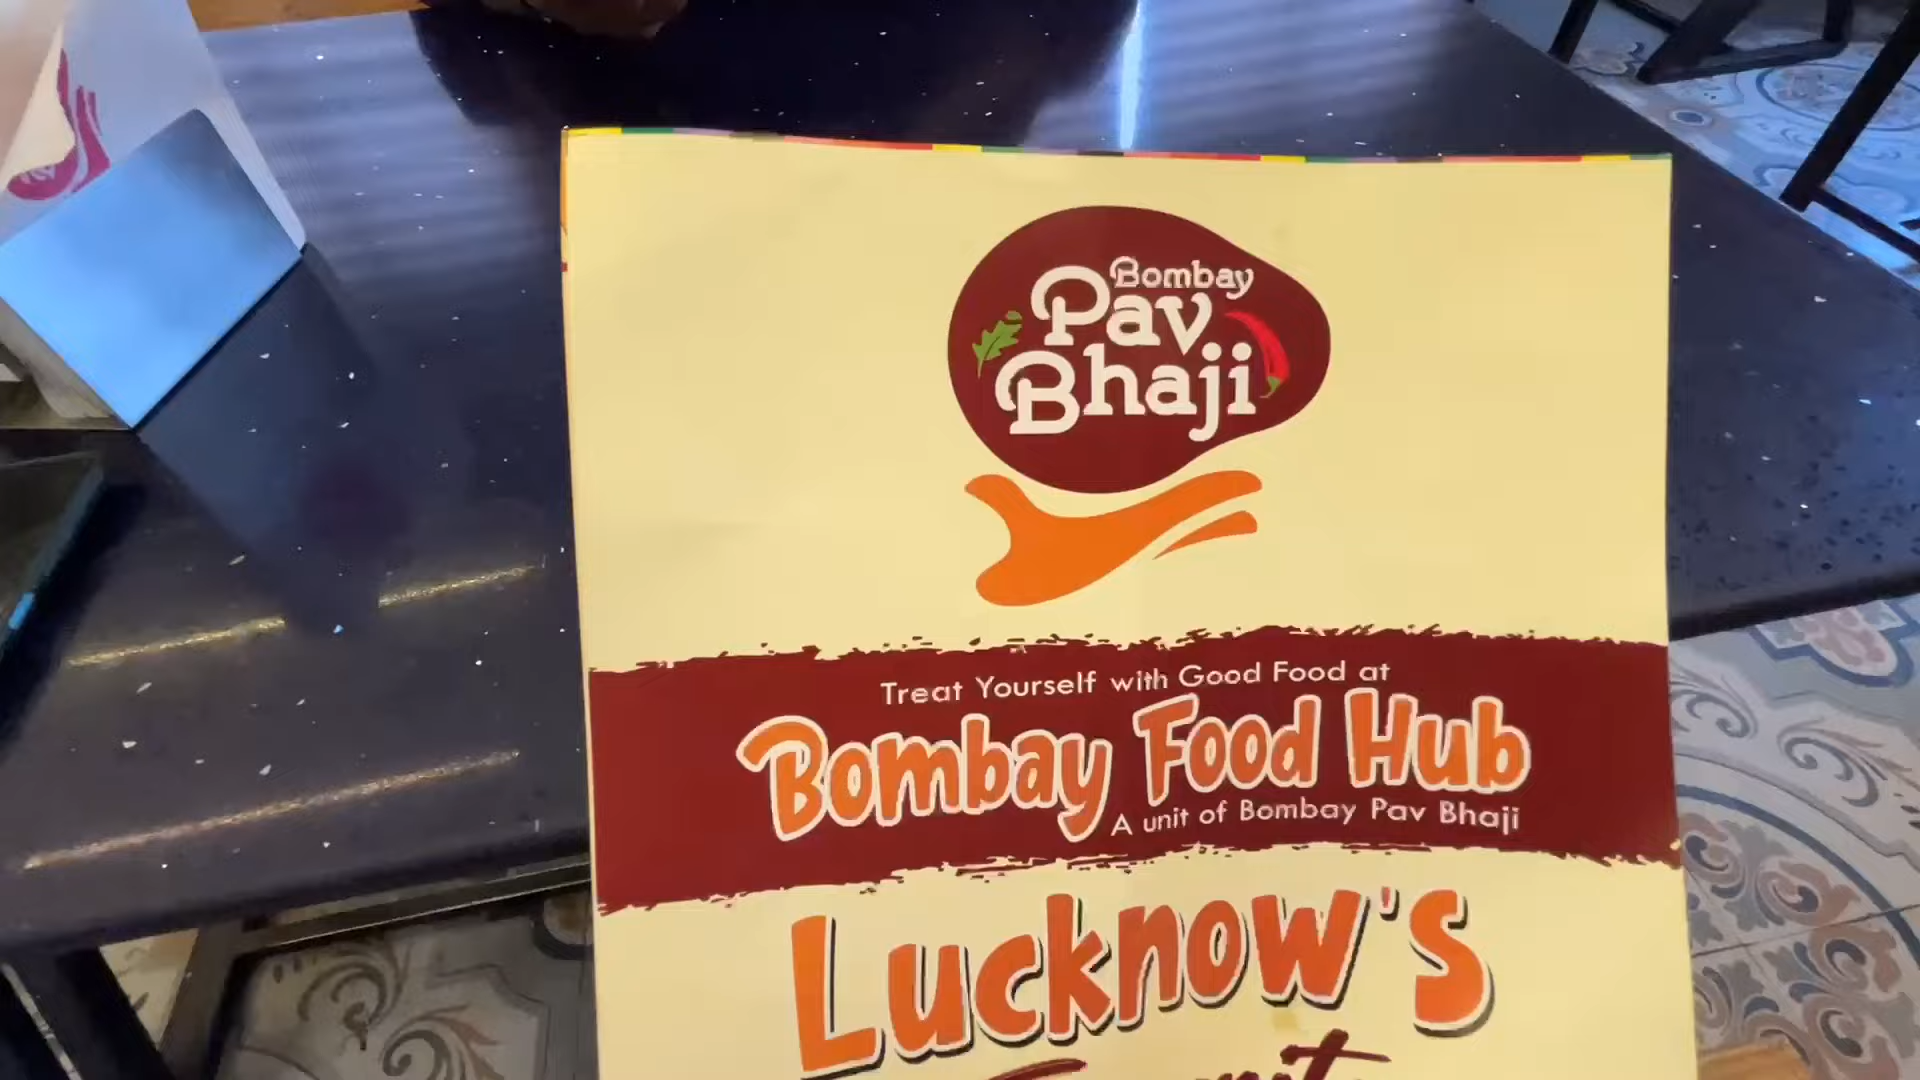 Bombay
Pav
Bhaji
Treat Yourself with Good Food at
Bombay Food Hub
A unit of Bombay Pav Bhaji
Lucknow's